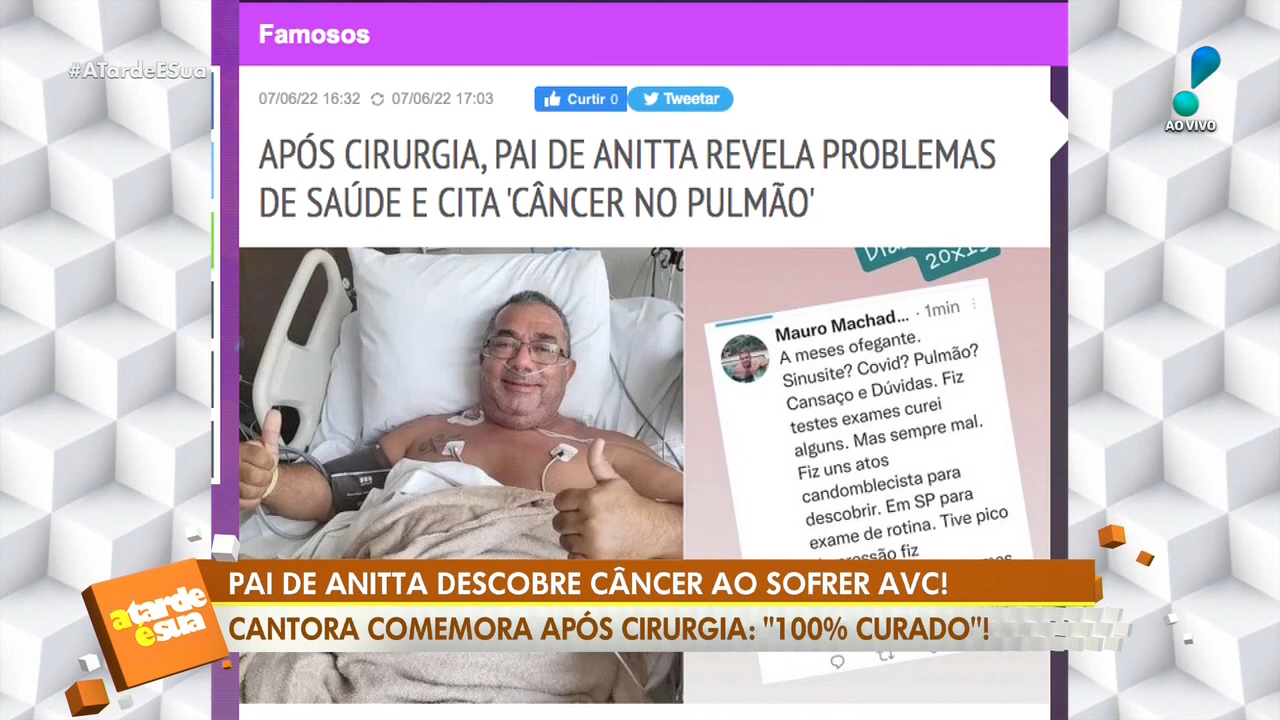 Famosos
#ATardeÉSua
07/06/22 16:32 07/06/22 17:03
Curtir 0
Tweetar
AO VIVO
APÓS CIRURGIA, PAI DE ANITTA REVELA PROBLEMAS
DE SAÚDE E CITA 'CÂNCER NO PULMÃO'
20x15
Mauro Machad... · 1min
A meses ofegante.
Sinusite? Covid? Pulmão?
Cansaço e Dúvidas. Fiz
testes exames curei
alguns. Mas sempre mal.
Fiz uns atos
candomblecista para
descobrir. Em SP para
exame de rotina. Tive pico
fiz
a tarde
é sua
PAI DE ANITTA DESCOBRE CÂNCER AO SOFRER AVC!
CANTORA COMEMORA APÓS CIRURGIA: "100% CURADO"!